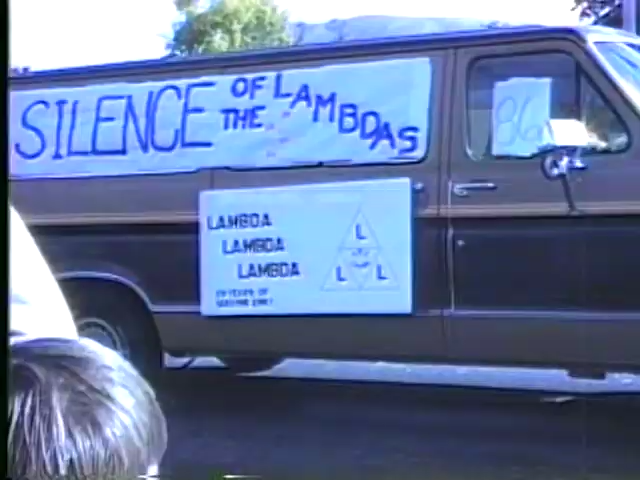 SILENCE OF THE LAMBDAS
86
LAMBDA
LAMBDA
LAMBDA
L
L L